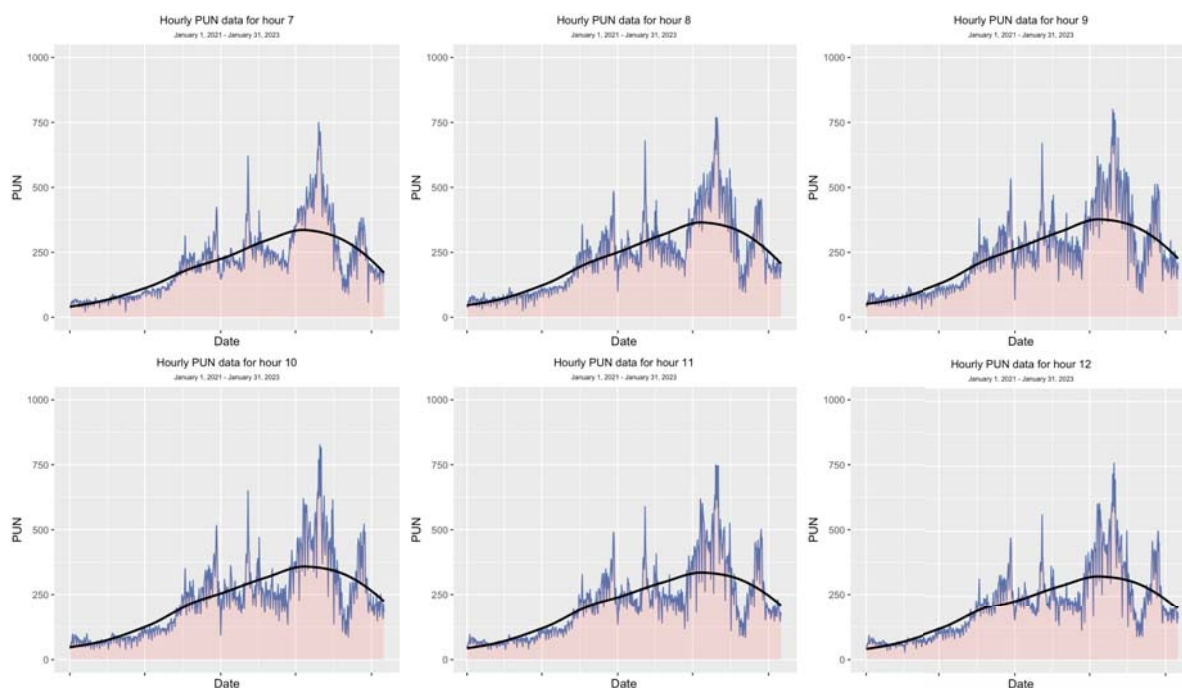 Hourly PUN data for hour 7
January 1, 2021 - January 31, 2023
1000
750
500
250
0
PUN
Date
Hourly PUN data for hour 8
January 1, 2021 - January 31, 2023
1000
750
500
250
0
PUN
Date
Hourly PUN data for hour 9
January 1, 2021 - January 31, 2023
1000
750
500
250
0
PUN
Date
Hourly PUN data for hour 10
January 1, 2021 - January 31, 2023
1000
750
500
250
0
PUN
Date
Hourly PUN data for hour 11
January 1, 2021 - January 31, 2023
1000
750
500
250
0
PUN
Date
Hourly PUN data for hour 12
January 1, 2021 - January 31, 2023
1000
750
500
250
0
PUN
Date